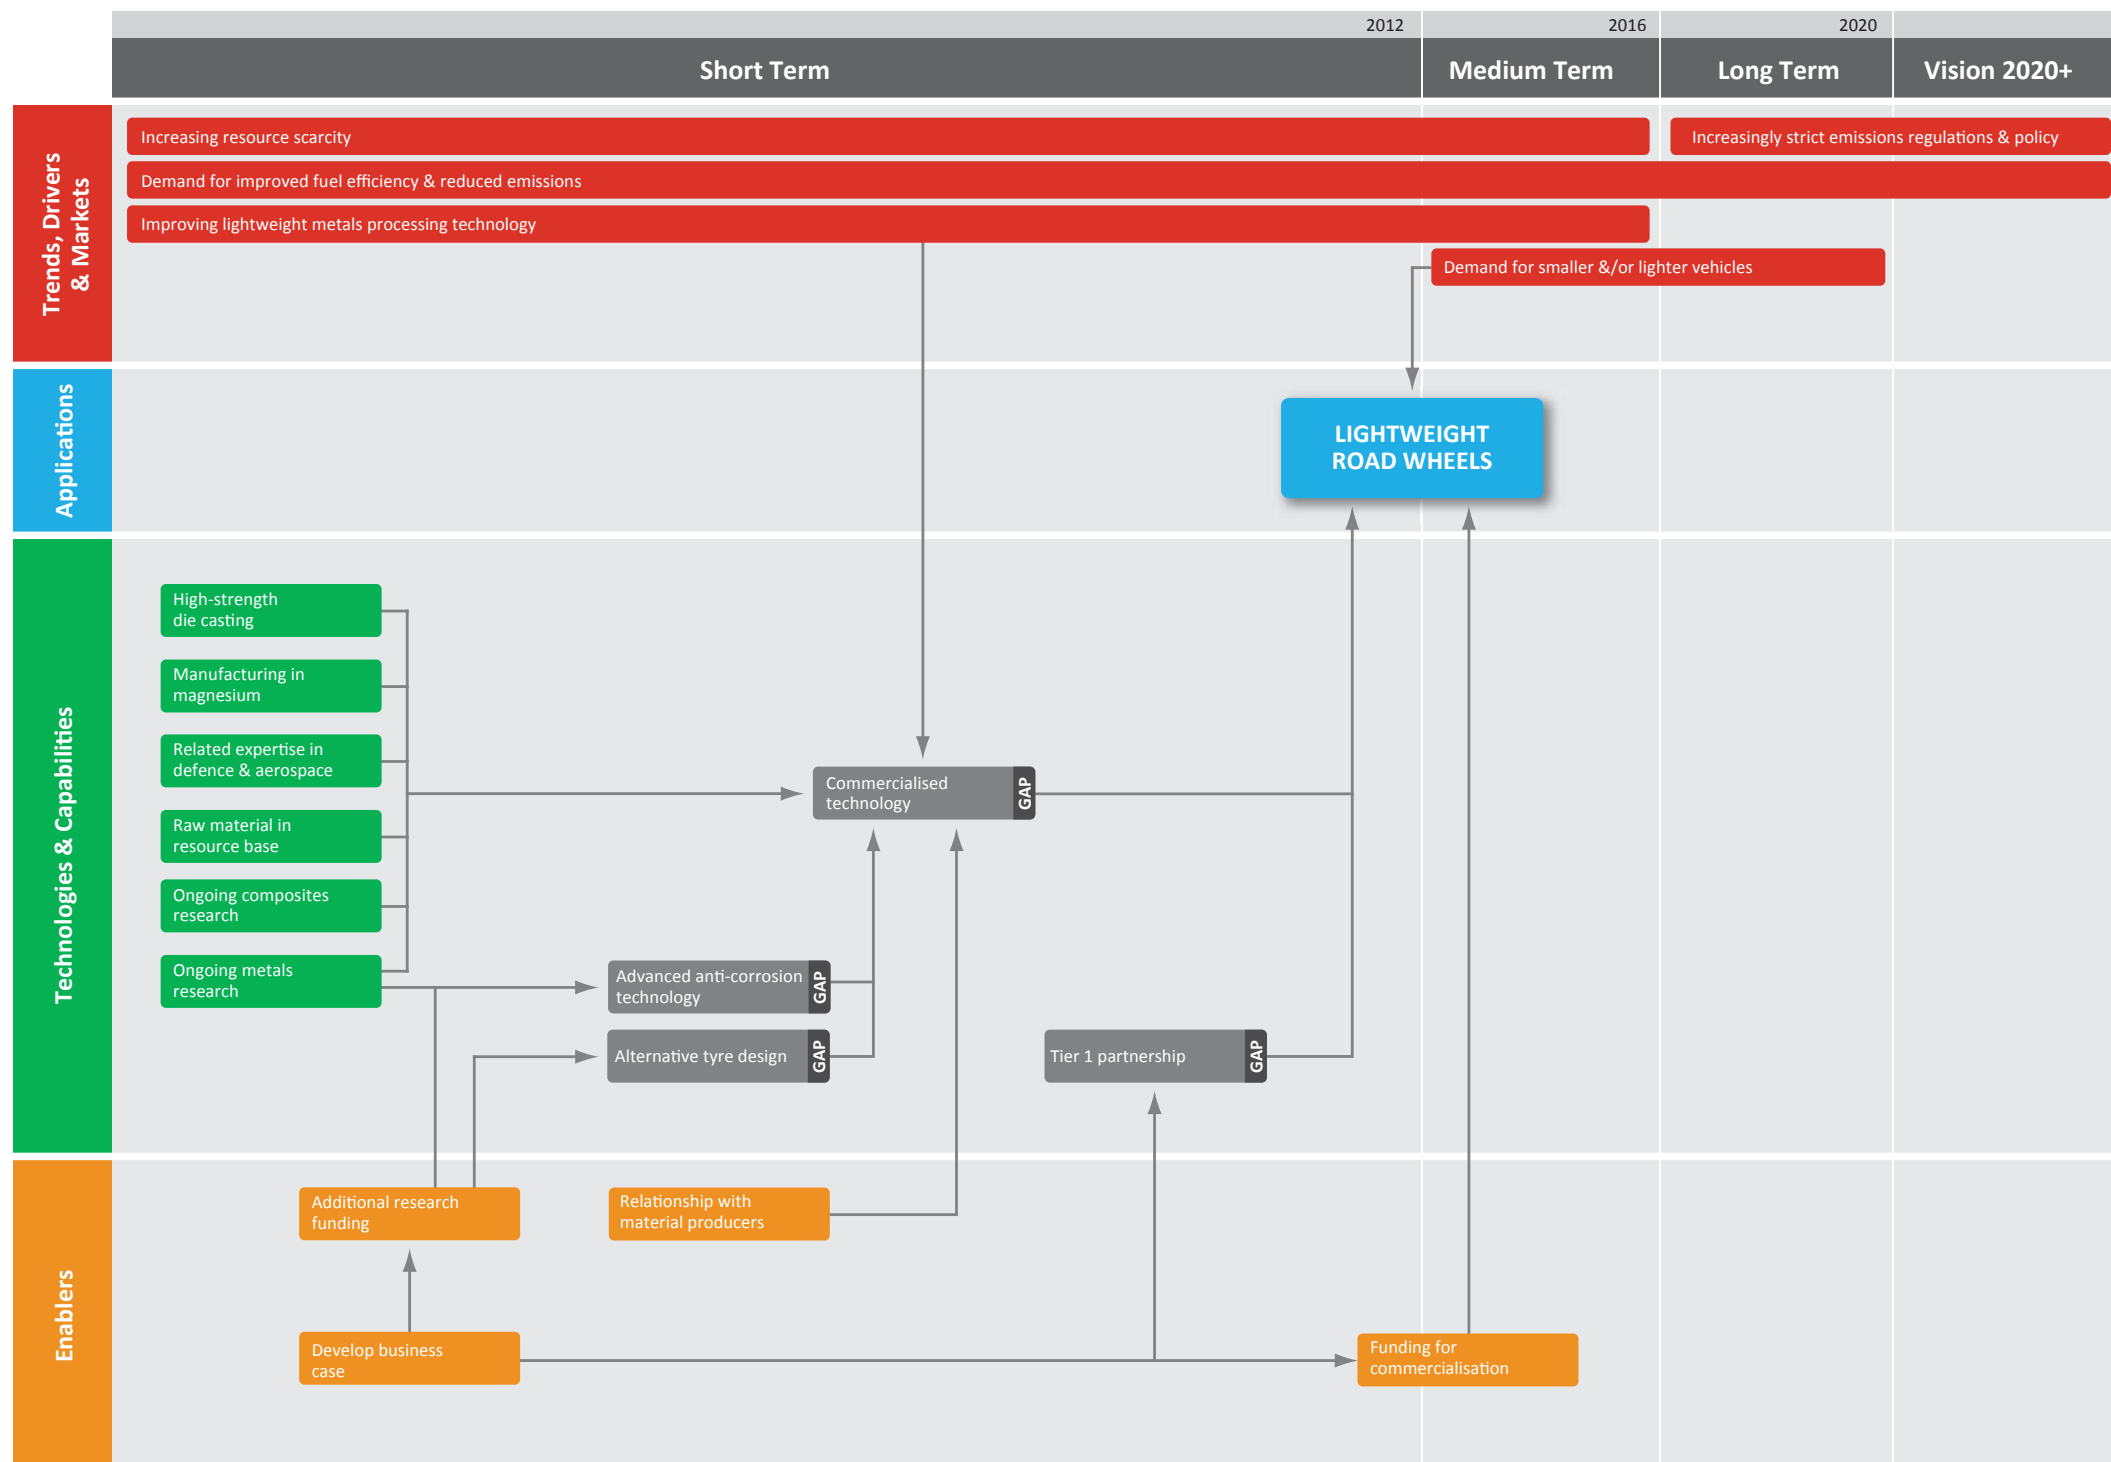 2012
2016
2020
Short Term
Medium Term
Long Term
Vision 2020+
Trends, Drivers
& Markets
Increasing resource scarcity
Increasingly strict emissions regulations & policy
Demand for improved fuel efficiency & reduced emissions
Improving lightweight metals processing technology
Demand for smaller &/or lighter vehicles
Applications
LIGHTWEIGHT
ROAD WHEELS
Technologies & Capabilities
High-strength
die casting
Manufacturing in
magnesium
Related expertise in
defence & aerospace
Raw material in
resource base
Ongoing composites
research
Ongoing metals
research
Commercialised
technology
GAP
Advanced anti-corrosion
technology
GAP
Alternative tyre design
GAP
Tier 1 partnership
GAP
Enablers
Additional research
funding
Relationship with
material producers
Develop business
case
Funding for
commercialisation